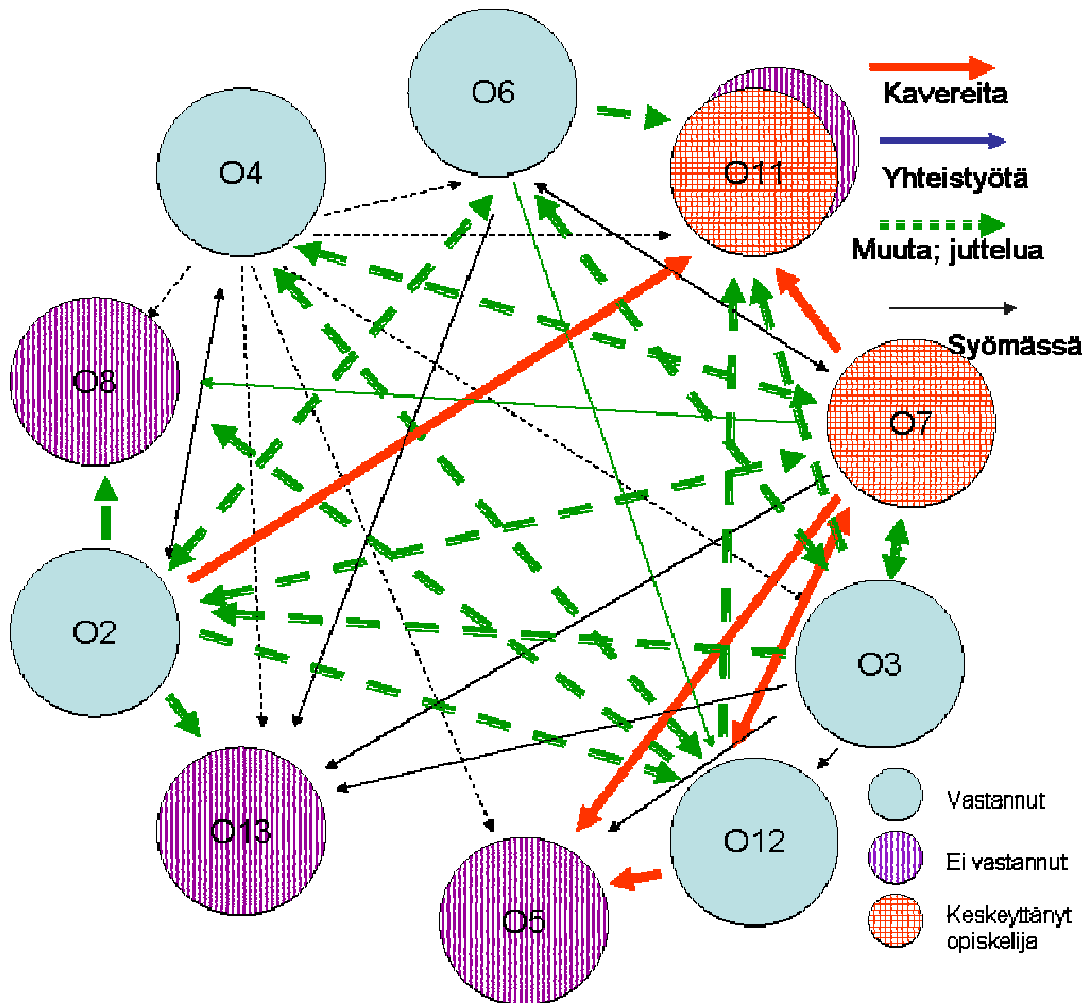 O6
Kavereita
O4
O11
Yhteistyötä
Muuta; juttelua
Syömässä
O8
O7
O2
O3
Vastannut
O13
O12
Ei vastannut
O5
Keskeyttänyt
opiskelija